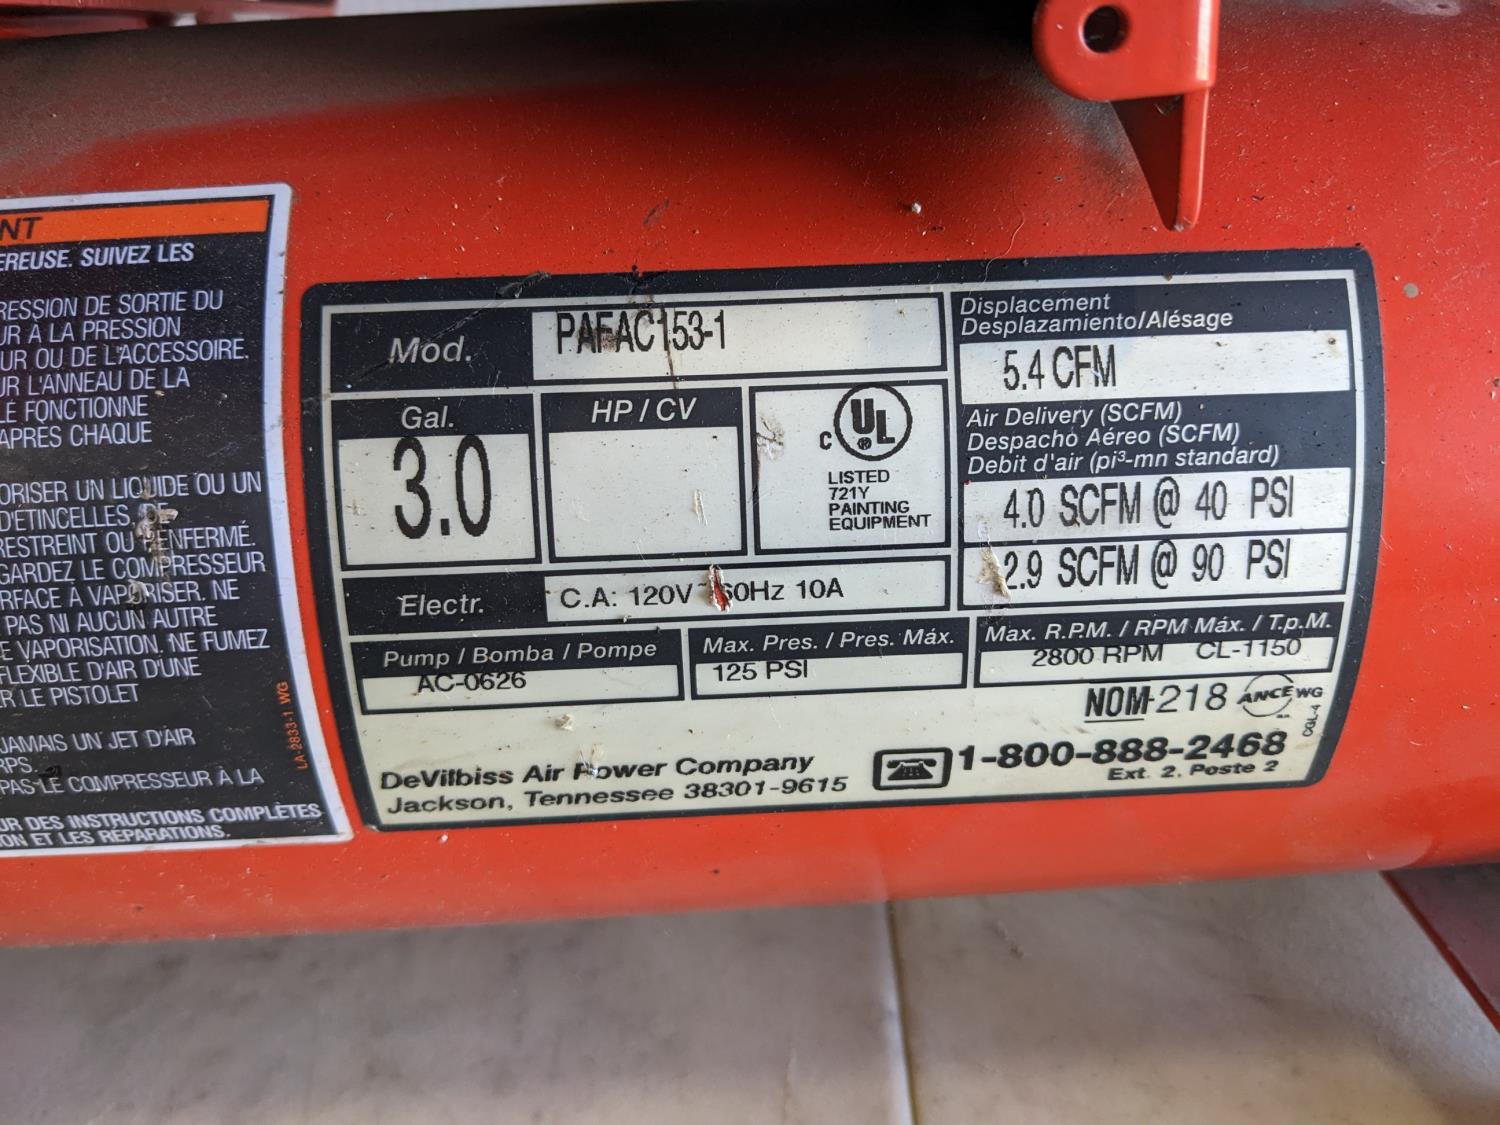 NT
EREUSE. SUIVEZ LES
RESSION DE SORTIE DU
UR A LA PRESSION
UR OU DE L'ACCESSOIRE.
UR L'ANNEAU DE LA
LE FONCTIONNE
APRES CHAQUE
ORISER UN LIQUIDE OU UN
D'ETINCELLES, DE
RESTREINT OU ENFERMÉ.
GARDEZ LE COMPRESSEUR
RFACE A VAPORISER. NE
PAS NI AUCUN AUTRE
E VAPORISATION. NE FUMEZ
FLEXIBLE D'AIR D'UNE
R LE PISTOLET
JAMAIS UN JET D'AIR
RPS.
PAS LE COMPRESSEUR À LA
UR DES INSTRUCTIONS COMPLÈTES
ON ET LES REPARATIONS.
LA-2833-1 WG
Mod. PAFAC153-1
Gal.
3.0
HP / CV
c UL ®
LISTED
721Y
PAINTING
EQUIPMENT
Displacement
Desplazamiento/Alésage
5.4 CFM
Air Delivery (SCFM)
Despacho Aéreo (SCFM)
Debit d'air (pi³-mn standard)
4.0 SCFM @ 40 PSI
2.9 SCFM @ 90 PSI
Electr. C.A: 120V~ 60Hz 10A
Pump / Bomba / Pompe
AC-0626
Max. Pres. / Pres. Máx.
125 PSI
Max. R.P.M. / RPM Máx. / T.p.M.
2800 RPM CL-1150
NOM-218 ANCE WG
CGL-4
DeVilbiss Air Power Company
Jackson, Tennessee 38301-9615
1-800-888-2468
Ext. 2, Poste 2